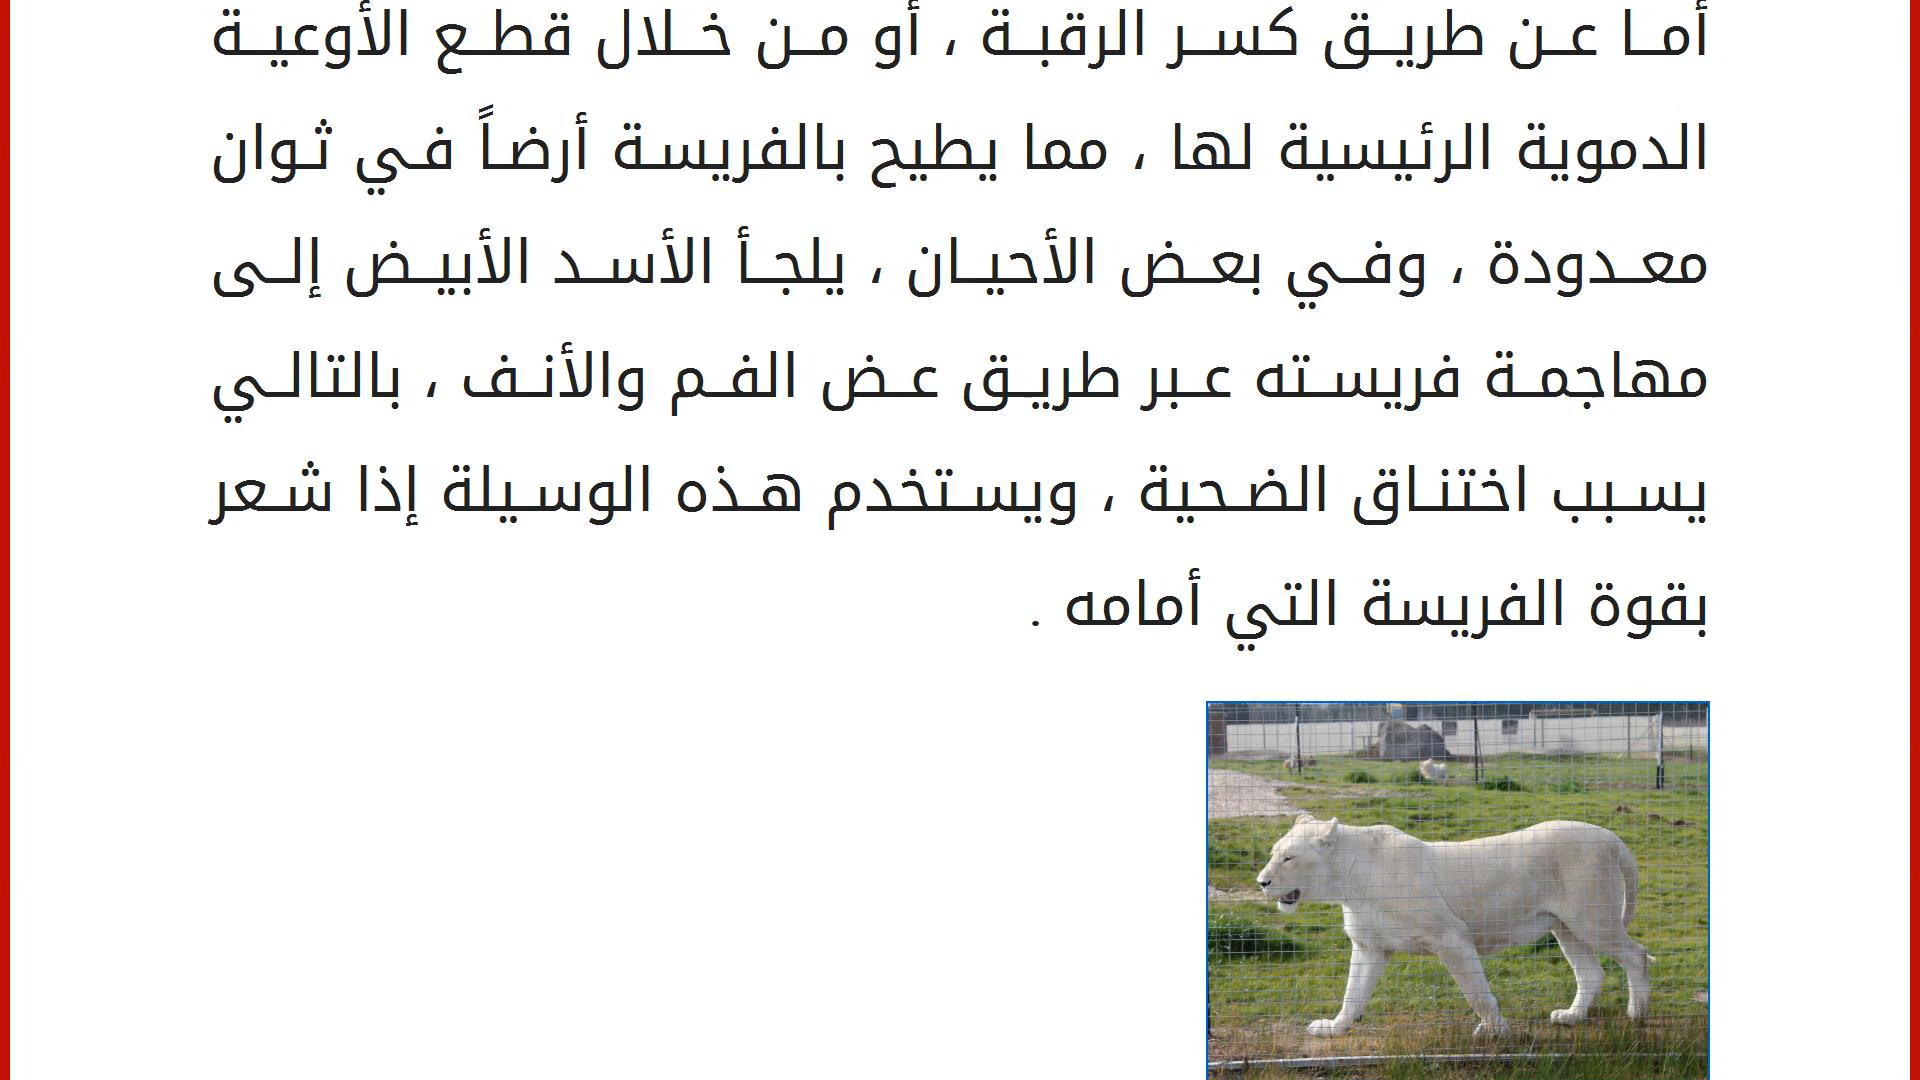 أما عن طريق كسر الرقبة ، أو من خلال قطع الأوعية
الدموية الرئيسية لها ، مما يطيح بالفريسة أرضاً في ثوان
معدودة ، وفي بعض الأحيان ، يلجأ الأسد الأبيض إلى
مهاجمة فريسته عبر طريق عض الفم والأنف ، بالتالي
يسبب اختناق الضحية ، ويستخدم هذه الوسيلة إذا شعر
بقوة الفريسة التي أمامه .